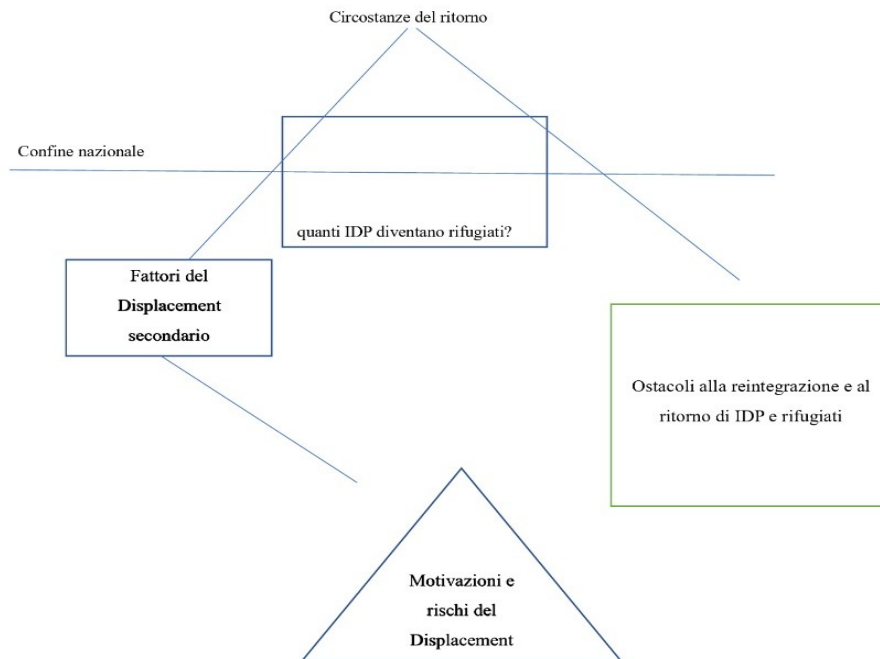 Circostanze del ritorno
Confine nazionale
quanti IDP diventano rifugiati?
Fattori del
Displacement
secondario
Ostacoli alla reintegrazione e al
ritorno di IDP e rifugiati
Motivazioni e
rischi del
Displacement